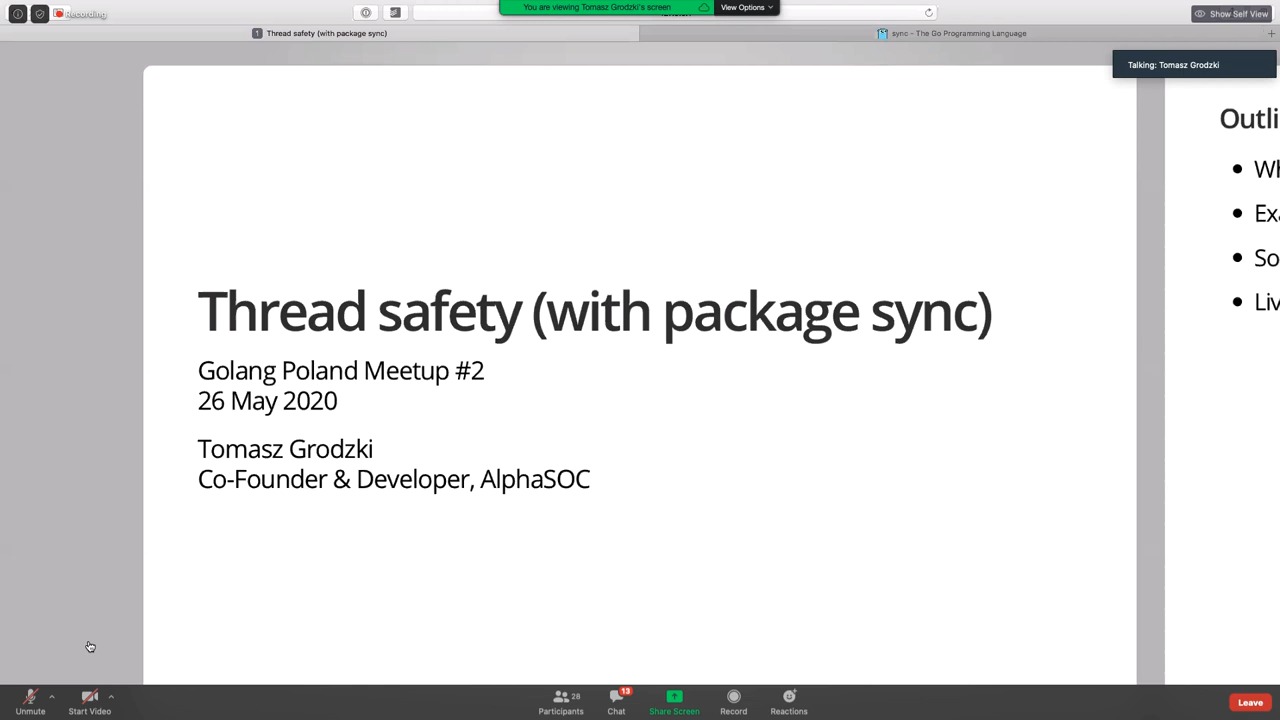 Recording
You are viewing Tomasz Grodzki's screen
View Options
Show Self View
1 Thread safety (with package sync)
sync – The Go Programming Language
Talking: Tomasz Grodzki
Thread safety (with package sync)
Golang Poland Meetup #2
26 May 2020
Tomasz Grodzki
Co-Founder & Developer, AlphaSOC
Outli
Wh
Exa
So
Liv
Unmute
Start Video
28
Participants
13
Chat
Share Screen
Record
Reactions
Leave